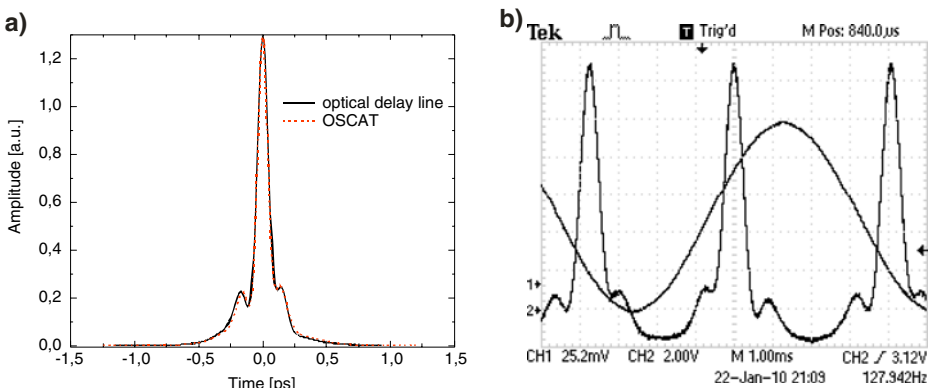 a)
1,2
1,0
0,8
0,6
0,4
0,2
0,0
Amplitude [a.u.]
optical delay line
OSCAT
-1,5 -1,0 -0,5 0,0 0,5 1,0 1,5
Time [ps]
b)
Tek T Trig'd M Pos: 840.0µs
1
2
CH1 25.2mV CH2 2.00V M 1.00ms CH2 3.12V
22-Jan-10 21:09 127.942Hz